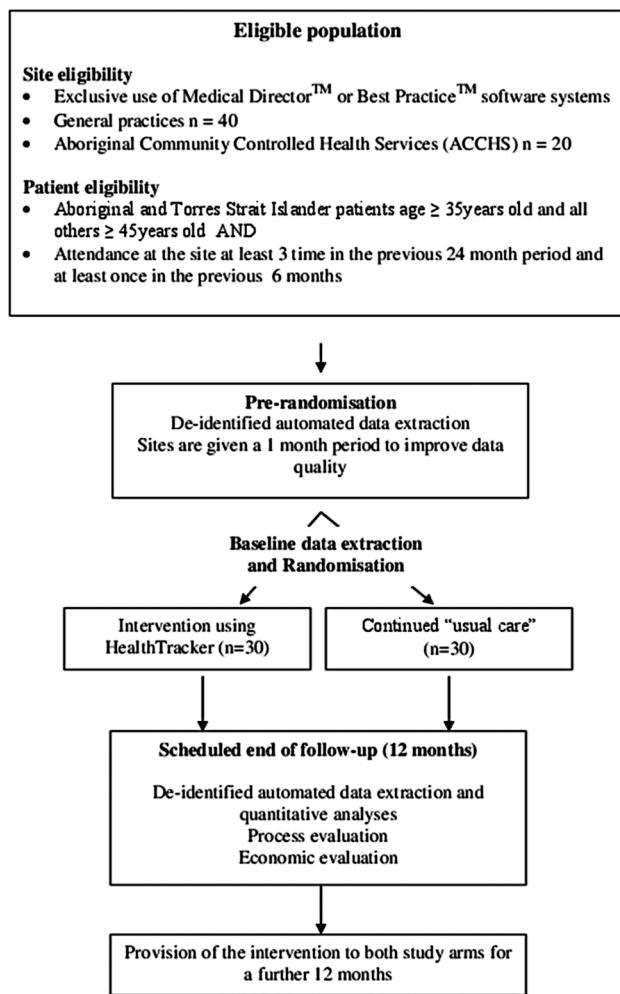 Eligible population
Site eligibility
• Exclusive use of Medical Director™ or Best Practice™ software systems
• General practices n = 40
• Aboriginal Community Controlled Health Services (ACCHS) n = 20
Patient eligibility
• Aboriginal and Torres Strait Islander patients age ≥ 35years old and all
others ≥ 45years old AND
• Attendance at the site at least 3 time in the previous 24 month period and
at least once in the previous 6 months
Pre-randomisation
De-identified automated data extraction
Sites are given a 1 month period to improve data
quality
Baseline data extraction
and Randomisation
Intervention using
HealthTracker (n=30)
Continued “usual care”
(n=30)
Scheduled end of follow-up (12 months)
De-identified automated data extraction and
quantitative analyses
Process evaluation
Economic evaluation
Provision of the intervention to both study arms for
a further 12 months